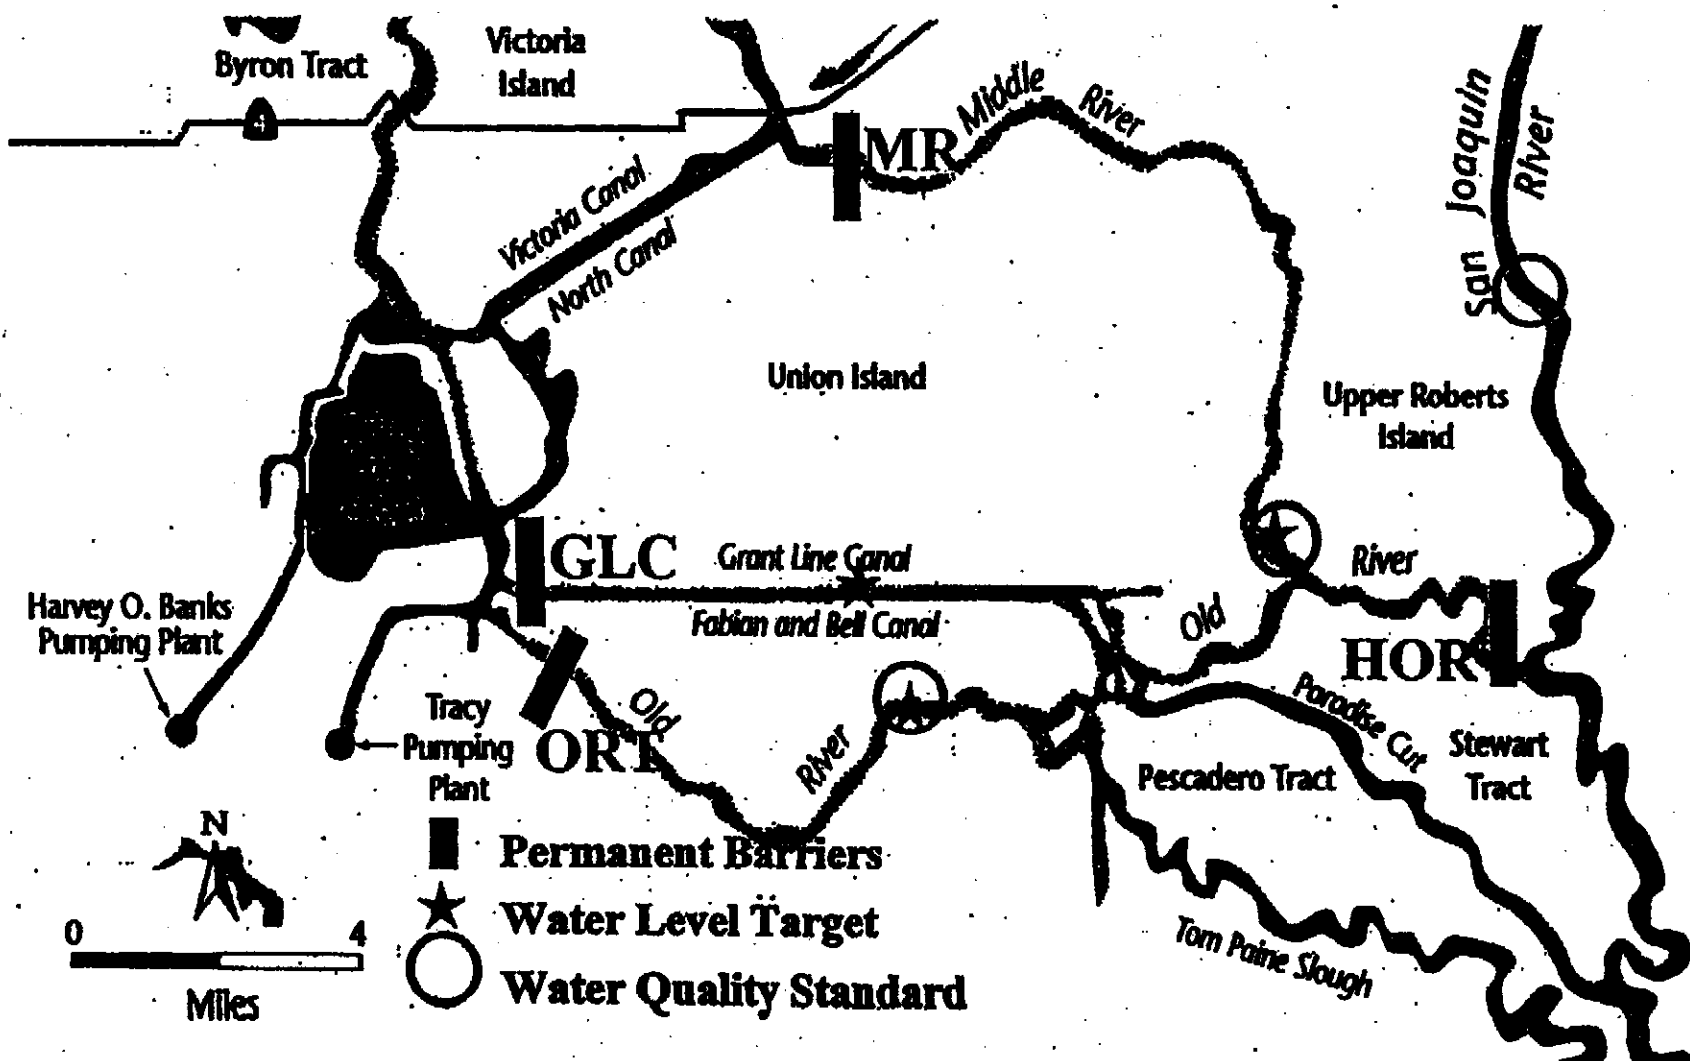 Byron Tract
Victoria
Island
4
Middle River
MR
San Joaquin
River
Victoria Canal
North Canal
Union Island
Upper Roberts
Island
GLC
Grant Line Canal
Fabian and Bell Canal
River
Old
HOR
Harvey O. Banks
Pumping Plant
Tracy
Pumping
Plant
Old
River
ORT
Paradise Cut
Stewart
Tract
Pescadero Tract
Tom Paine Slough
N
0 4
Miles
Permanent Barriers
Water Level Target
Water Quality Standard